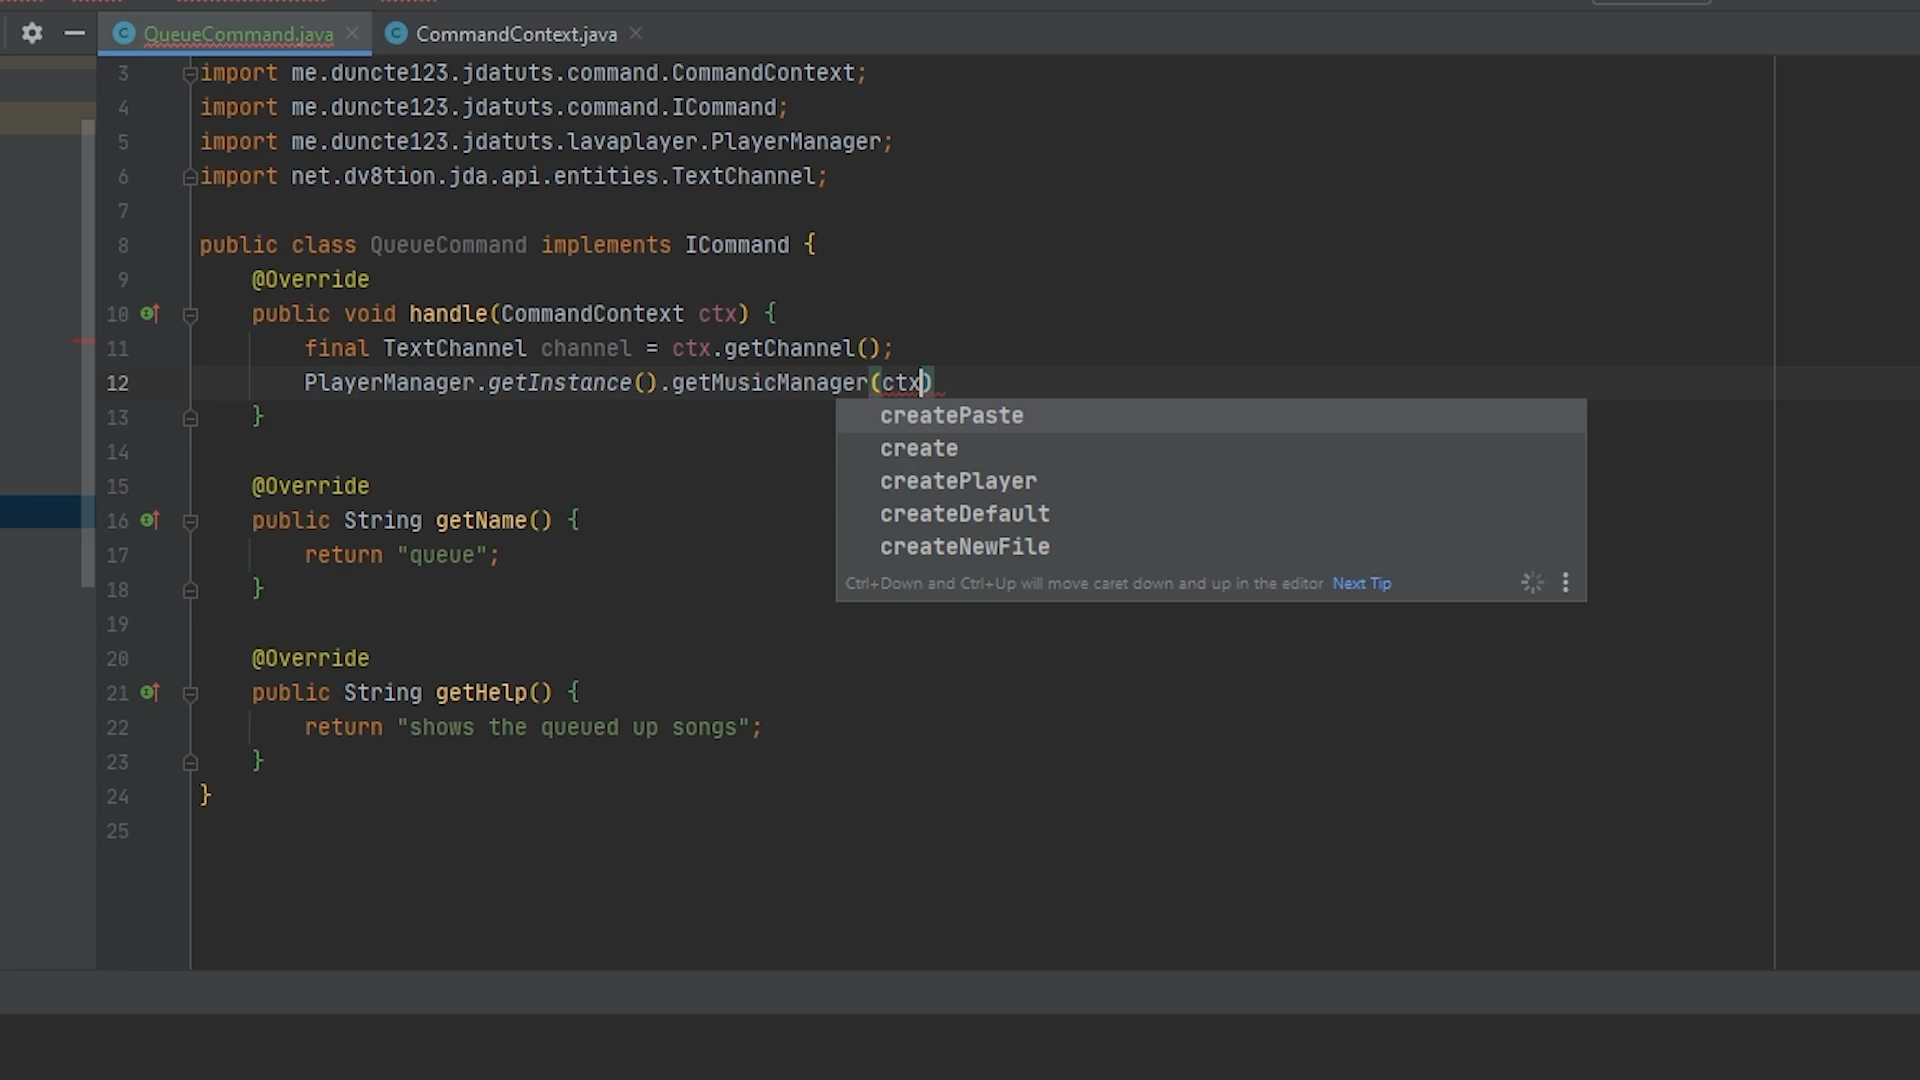 QueueCommand.java CommandContext.java
3 import me.duncte123.jdatuts.command.CommandContext;
4 import me.duncte123.jdatuts.command.ICommand;
5 import me.duncte123.jdatuts.lavaplayer.PlayerManager;
6 import net.dv8tion.jda.api.entities.TextChannel;
7
8 public class QueueCommand implements ICommand {
9 @Override
10 public void handle(CommandContext ctx) {
11 final TextChannel channel = ctx.getChannel();
12 PlayerManager.getInstance().getMusicManager(ctx)
createPaste
create
createPlayer
createDefault
createNewFile
Ctrl+Down and Ctrl+Up will move caret down and up in the editor Next Tip
13 }
14
15 @Override
16 public String getName() {
17 return "queue";
18 }
19
20 @Override
21 public String getHelp() {
22 return "shows the queued up songs";
23 }
24 }
25